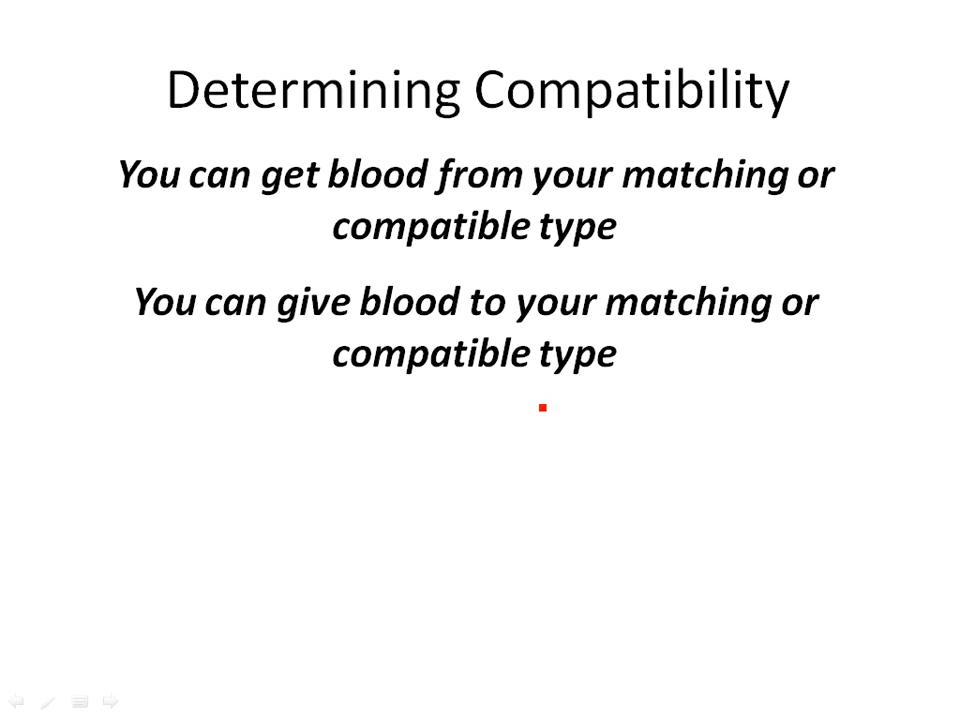 Determining Compatibility
You can get blood from your matching or
compatible type
You can give blood to your matching or
compatible type